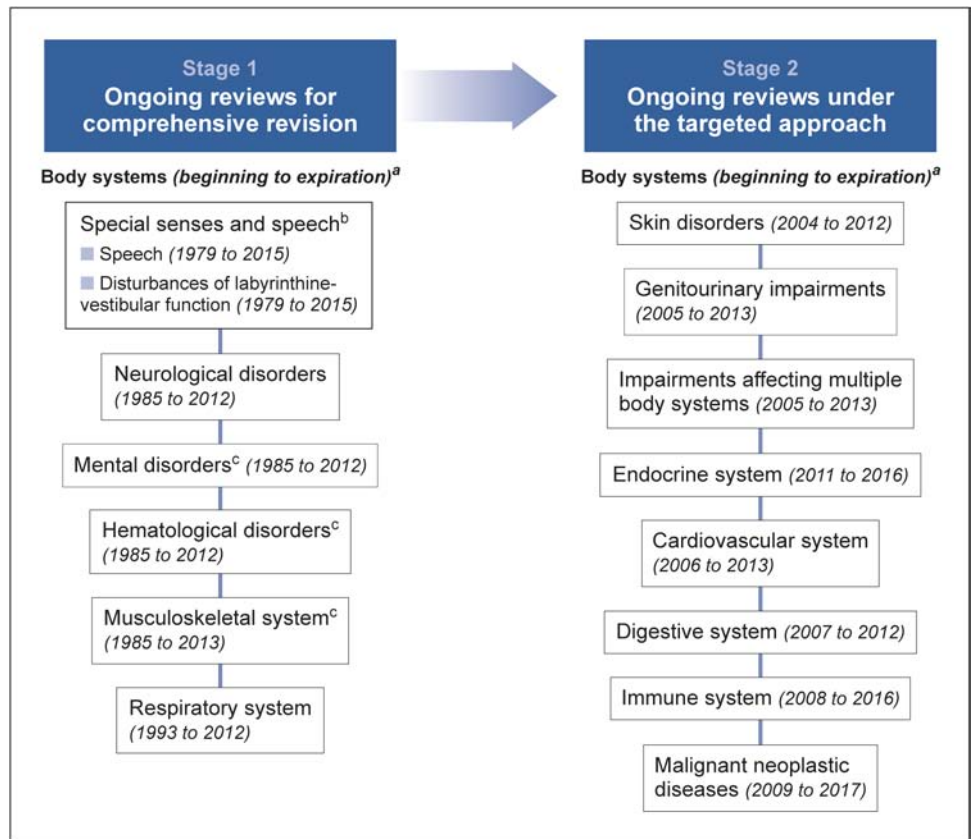 Stage 1
Ongoing reviews for
comprehensive revision
Body systems (beginning to expiration)a
Special senses and speechb
Speech (1979 to 2015)
Disturbances of labyrinthine-
vestibular function (1979 to 2015)
Neurological disorders
(1985 to 2012)
Mental disordersc (1985 to 2012)
Hematological disordersc
(1985 to 2012)
Musculoskeletal systemc
(1985 to 2013)
Respiratory system
(1993 to 2012)
Stage 2
Ongoing reviews under
the targeted approach
Body systems (beginning to expiration)a
Skin disorders (2004 to 2012)
Genitourinary impairments
(2005 to 2013)
Impairments affecting multiple
body systems (2005 to 2013)
Endocrine system (2011 to 2016)
Cardiovascular system
(2006 to 2013)
Digestive system (2007 to 2012)
Immune system (2008 to 2016)
Malignant neoplastic
diseases (2009 to 2017)